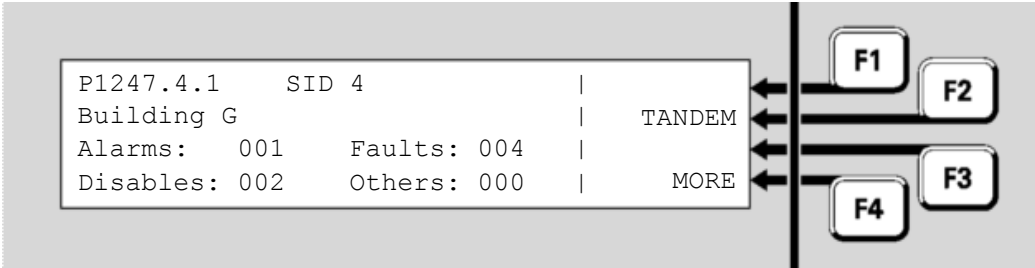 P1247.4.1 SID 4 |
Building G | TANDEM
Alarms: 001 Faults: 004 |
Disables: 002 Others: 000 | MORE
F1
F2
F3
F4